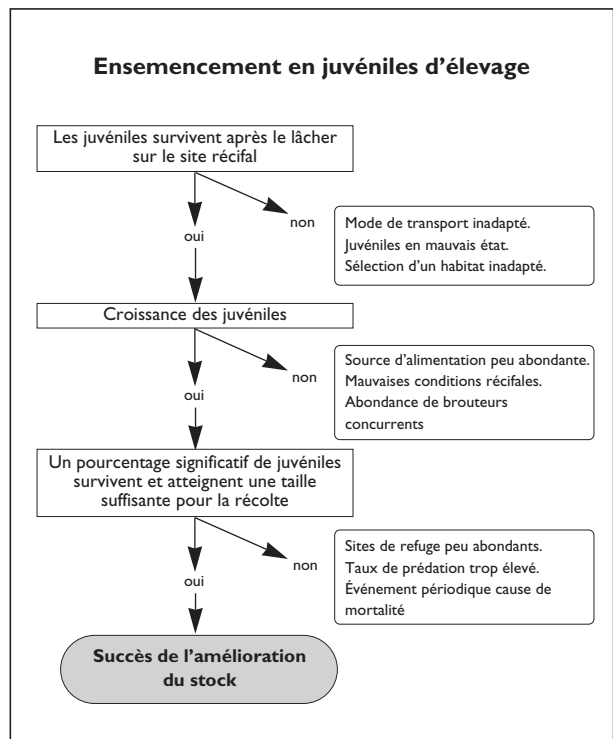 Ensemencement en juvéniles d'élevage
Les juvéniles survivent après le lâcher
sur le site récifal
non
oui
Mode de transport inadapté.
Juvéniles en mauvais état.
Sélection d'un habitat inadapté.
Croissance des juvéniles
non
oui
Source d'alimentation peu abondante.
Mauvaises conditions récifales.
Abondance de brouteurs
concurrents
Un pourcentage significatif de juvéniles
survivent et atteignent une taille
suffisante pour la récolte
non
oui
Sites de refuge peu abondants.
Taux de prédation trop élevé.
Événement périodique cause de
mortalité
Succès de l'amélioration
du stock